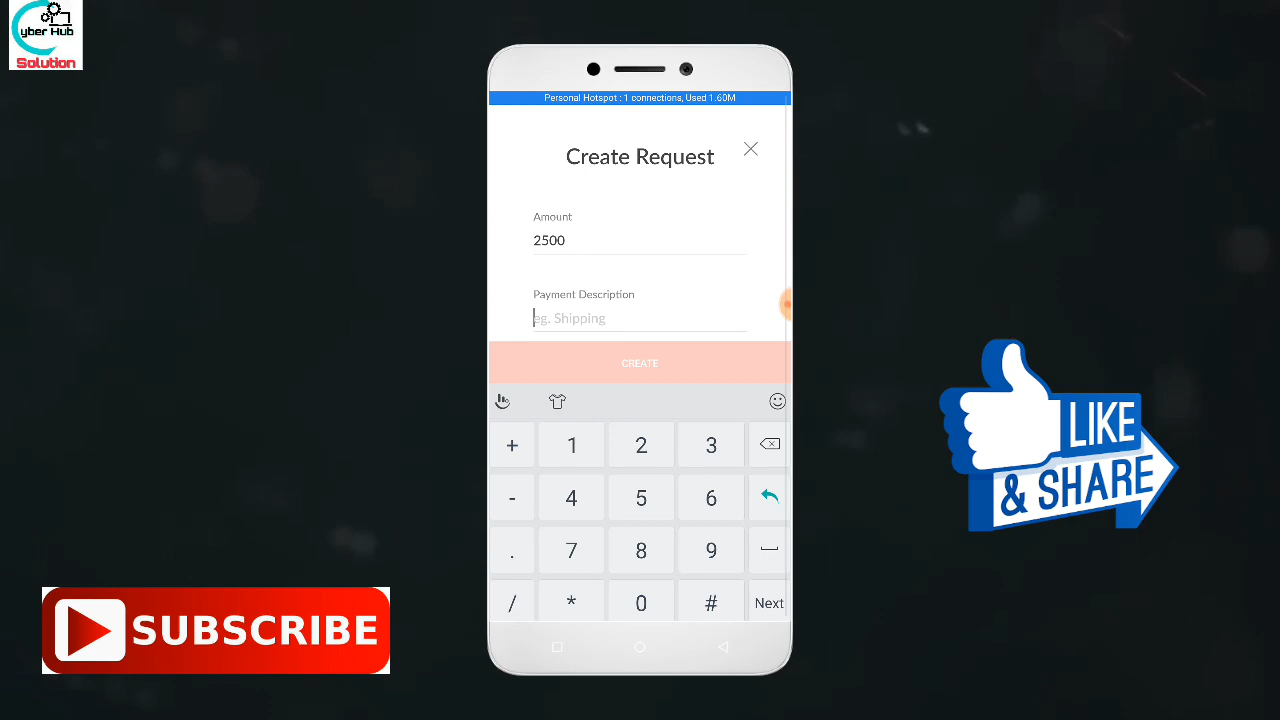 yber Hub
Solution
Personal Hotspot : 1 connections, Used 1.60M
Create Request
Amount
2500
Payment Description
eg. Shipping
CREATE
+ 1 2 3
- 4 5 6
. 7 8 9
/ * 0 # Next
LIKE
& SHARE
SUBSCRIBE